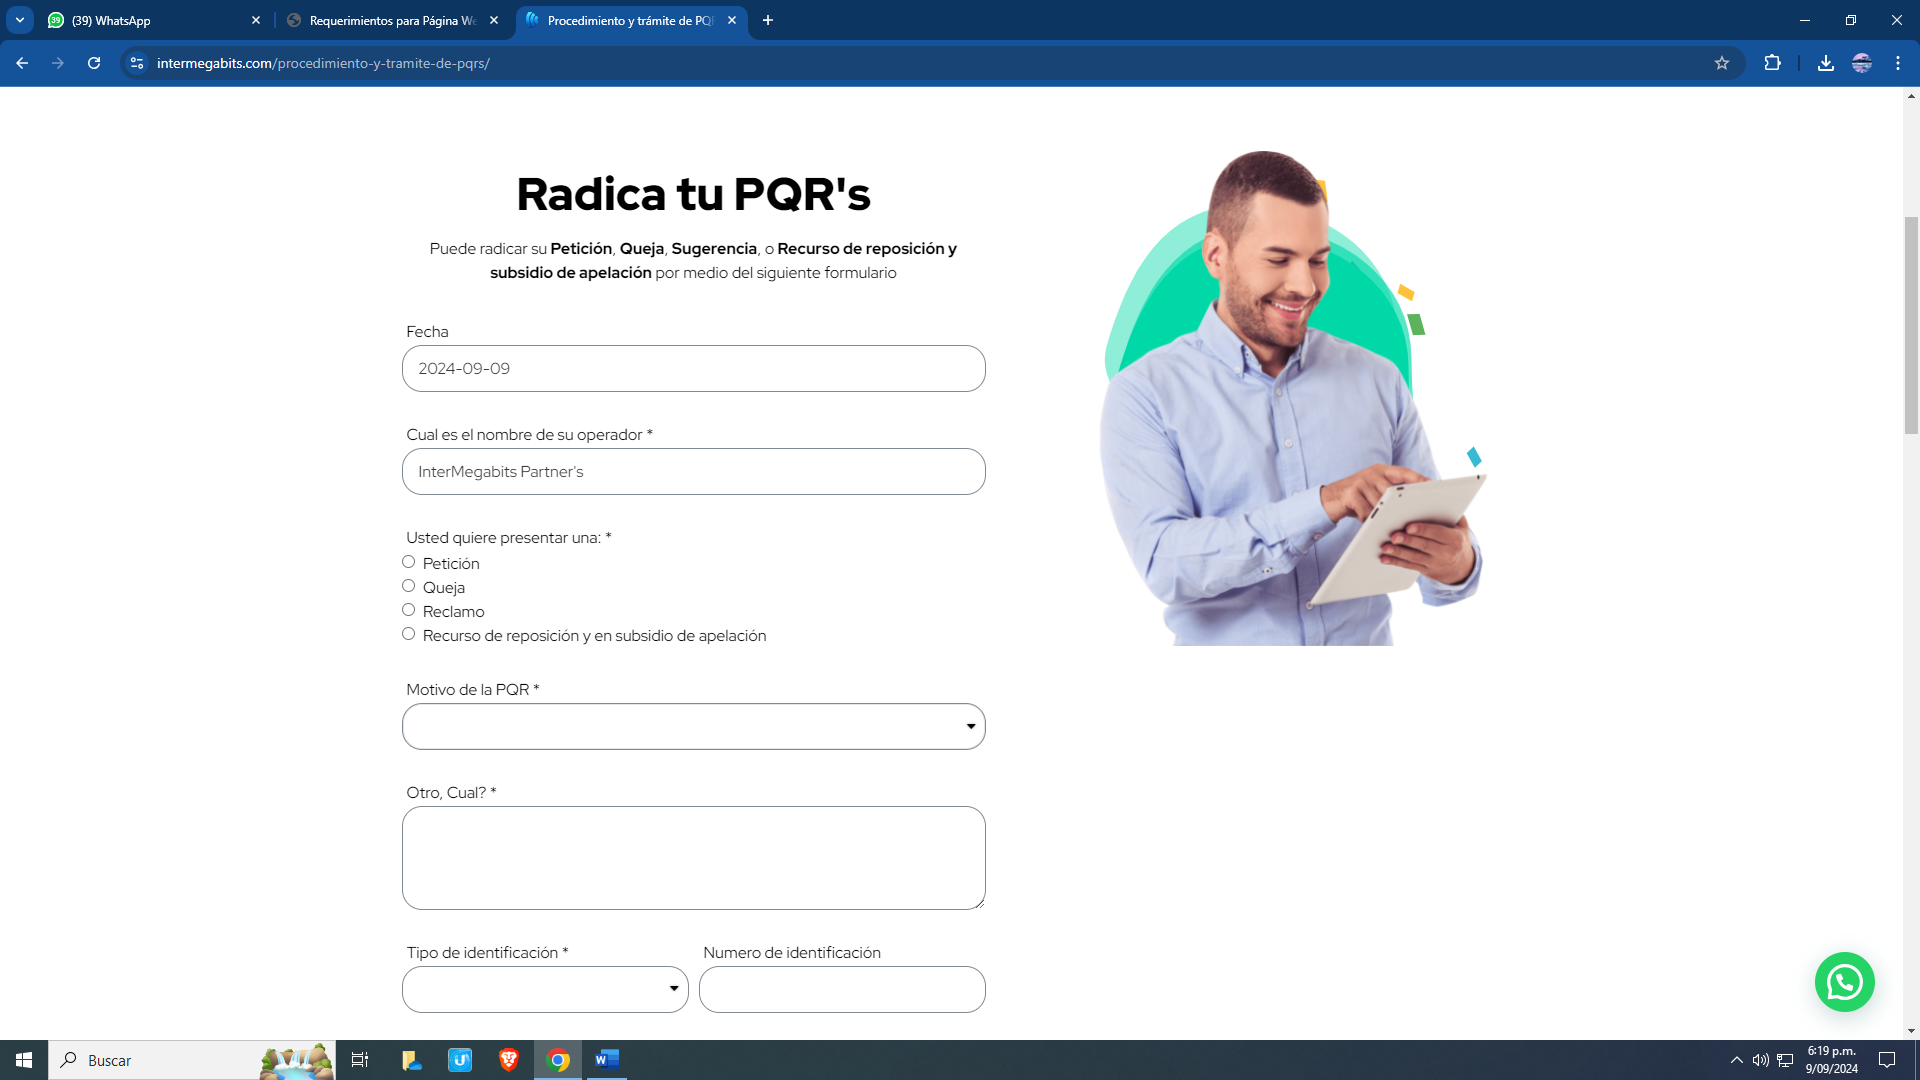 (39) WhatsApp
Requerimientos para Página We
Procedimiento y trámite de PQR
intermegabits.com/procedimiento-y-tramite-de-pqrs/
Radica tu PQR's
Puede radicar su Petición, Queja, Sugerencia, o Recurso de reposición y
subsidio de apelación por medio del siguiente formulario
Fecha
2024-09-09
Cual es el nombre de su operador *
InterMegabits Partner's
Usted quiere presentar una: *
Petición
Queja
Reclamo
Recurso de reposición y en subsidio de apelación
Motivo de la PQR *
Otro, Cual? *
Tipo de identificación * Numero de identificación
Buscar
6:19 p.m.
9/09/2024